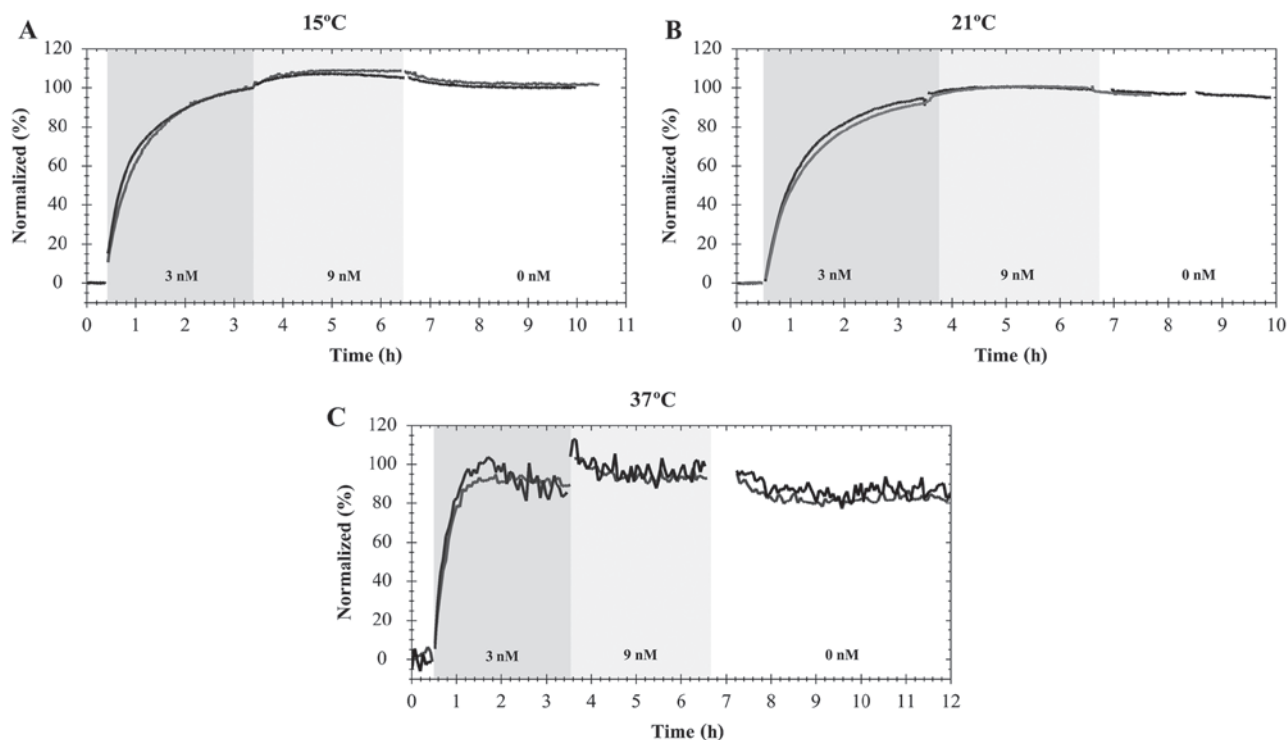 A
15ºC
Normalized (%)
120
100
80
60
40
20
0
3 nM
9 nM
0 nM
0 1 2 3 4 5 6 7 8 9 10 11
Time (h)
B
21ºC
Normalized (%)
120
100
80
60
40
20
0
3 nM
9 nM
0 nM
0 1 2 3 4 5 6 7 8 9 10
Time (h)
C
37ºC
Normalized (%)
120
100
80
60
40
20
0
3 nM
9 nM
0 nM
0 1 2 3 4 5 6 7 8 9 10 11 12
Time (h)